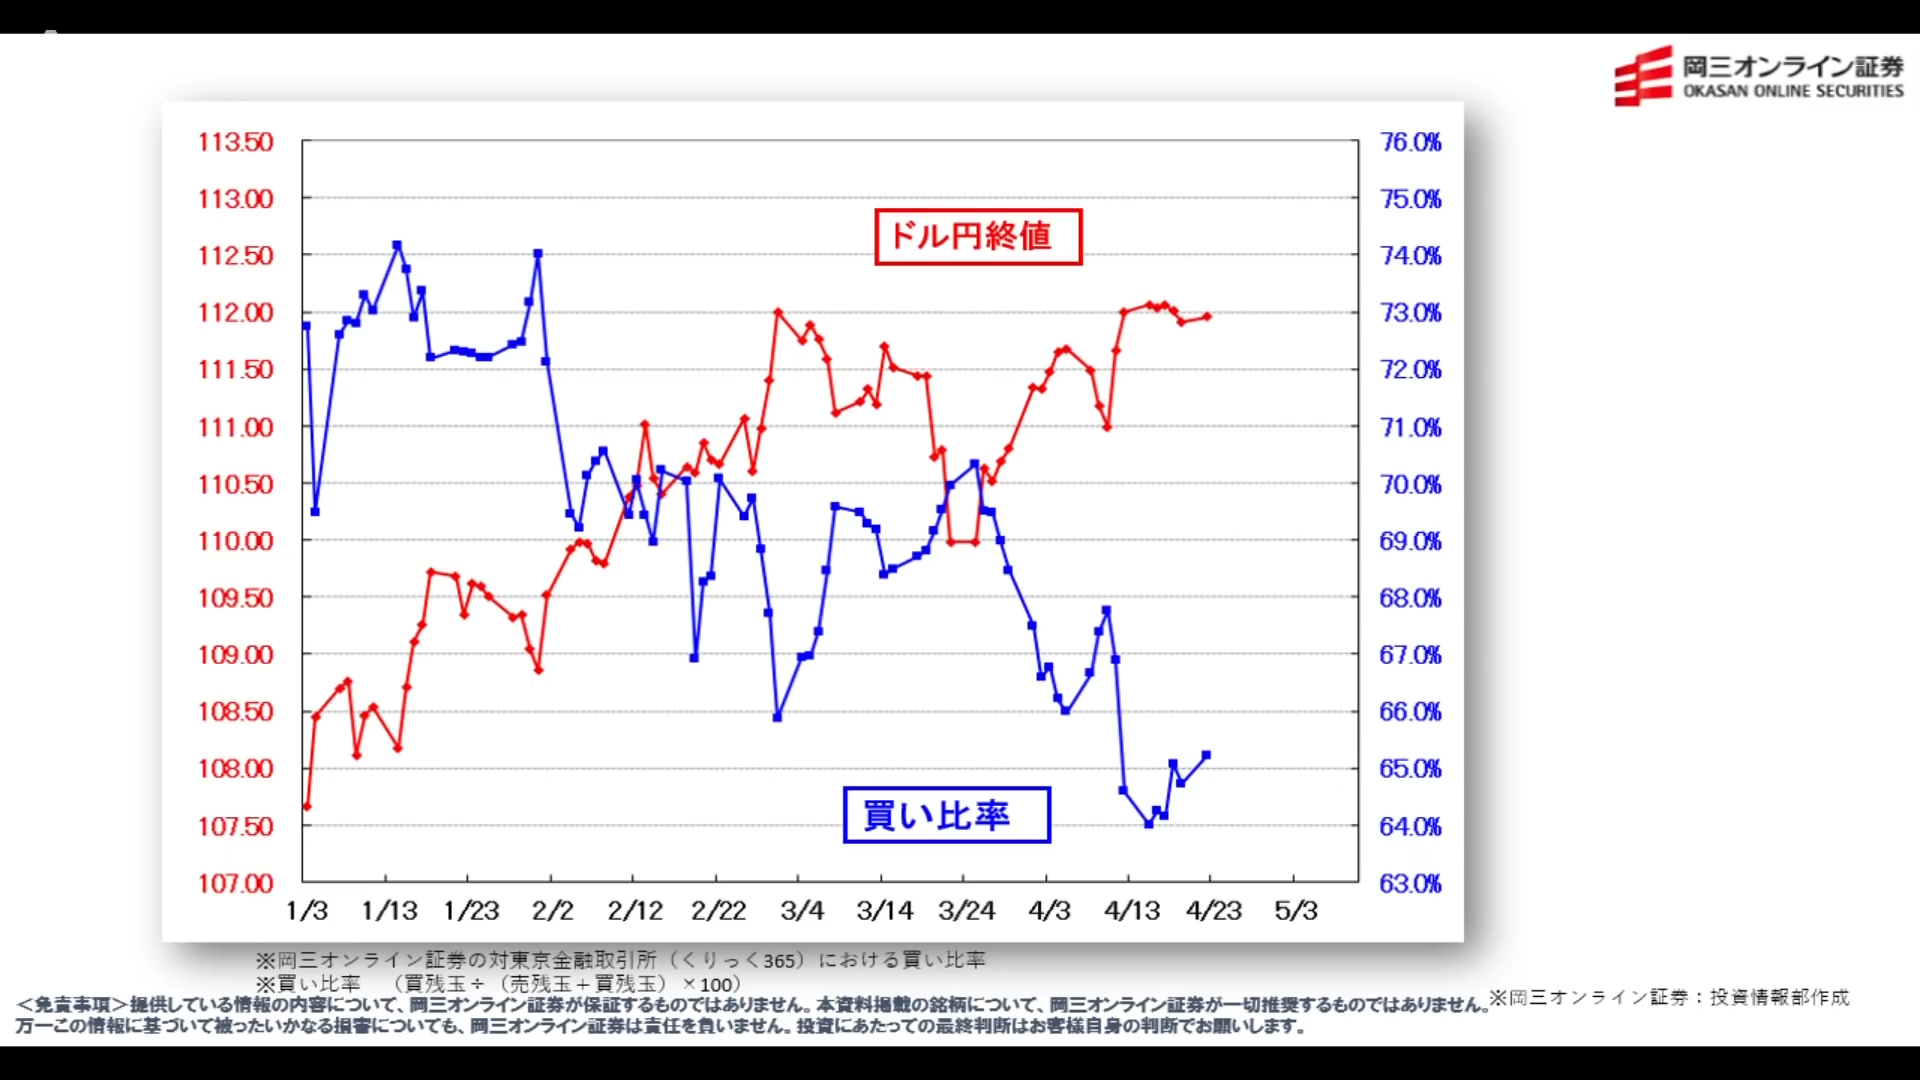 岡三オンライン証券
OKASAN ONLINE SECURITIES
113.50
113.00
112.50
112.00
111.50
111.00
110.50
110.00
109.50
109.00
108.50
108.00
107.50
107.00
76.0%
75.0%
74.0%
73.0%
72.0%
71.0%
70.0%
69.0%
68.0%
67.0%
66.0%
65.0%
64.0%
63.0%
ドル円終値
買い比率
1/3 1/13 1/23 2/2 2/12 2/22 3/4 3/14 3/24 4/3 4/13 4/23 5/3
※岡三オンライン証券の対東京金融取引所（くりっく365）における買い比率
※買い比率　（買残玉÷（売残玉＋買残玉）×100）
※岡三オンライン証券：投資情報部作成
＜免責事項＞提供している情報の内容について、岡三オンライン証券が保証するものではありません。本資料掲載の銘柄について、岡三オンライン証券が一切推奨するものではありません。
万一この情報に基づいて被ったいかなる損害についても、岡三オンライン証券は責任を負いません。投資にあたっての最終判断はお客様自身の判断でお願いします。